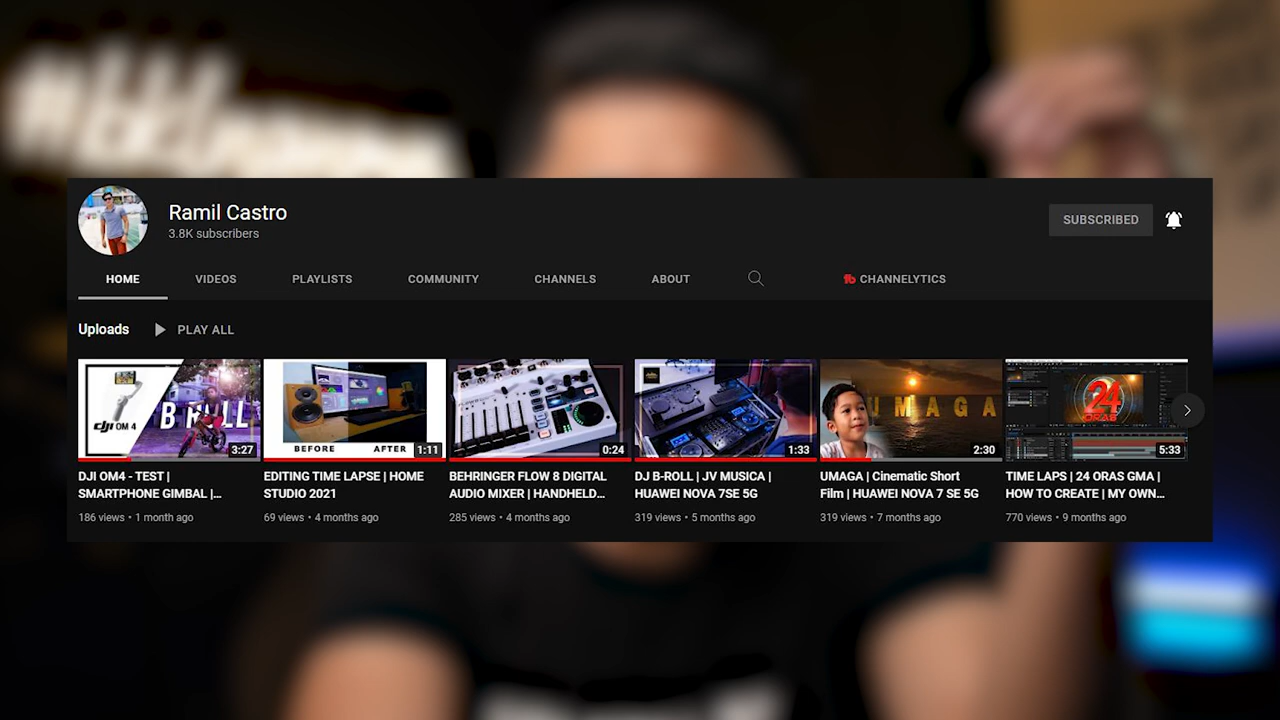 Ramil Castro
3.8K subscribers
SUBSCRIBED
HOME VIDEOS PLAYLISTS COMMUNITY CHANNELS ABOUT CHANNELYTICS
Uploads PLAY ALL
dji OM 4
B R LL
3:27
DJI OM4 - TEST |
SMARTPHONE GIMBAL |...
186 views • 1 month ago
BEFORE AFTER
1:11
EDITING TIME LAPSE | HOME
STUDIO 2021
69 views • 4 months ago
0:24
BEHRINGER FLOW 8 DIGITAL
AUDIO MIXER | HANDHELD...
285 views • 4 months ago
1:33
DJ B-ROLL | JV MUSICA |
HUAWEI NOVA 7SE 5G
319 views • 5 months ago
UMAGA
2:30
UMAGA | Cinematic Short
Film | HUAWEI NOVA 7 SE 5G
319 views • 7 months ago
24
ORAS
5:33
TIME LAPS | 24 ORAS GMA |
HOW TO CREATE | MY OWN...
770 views • 9 months ago